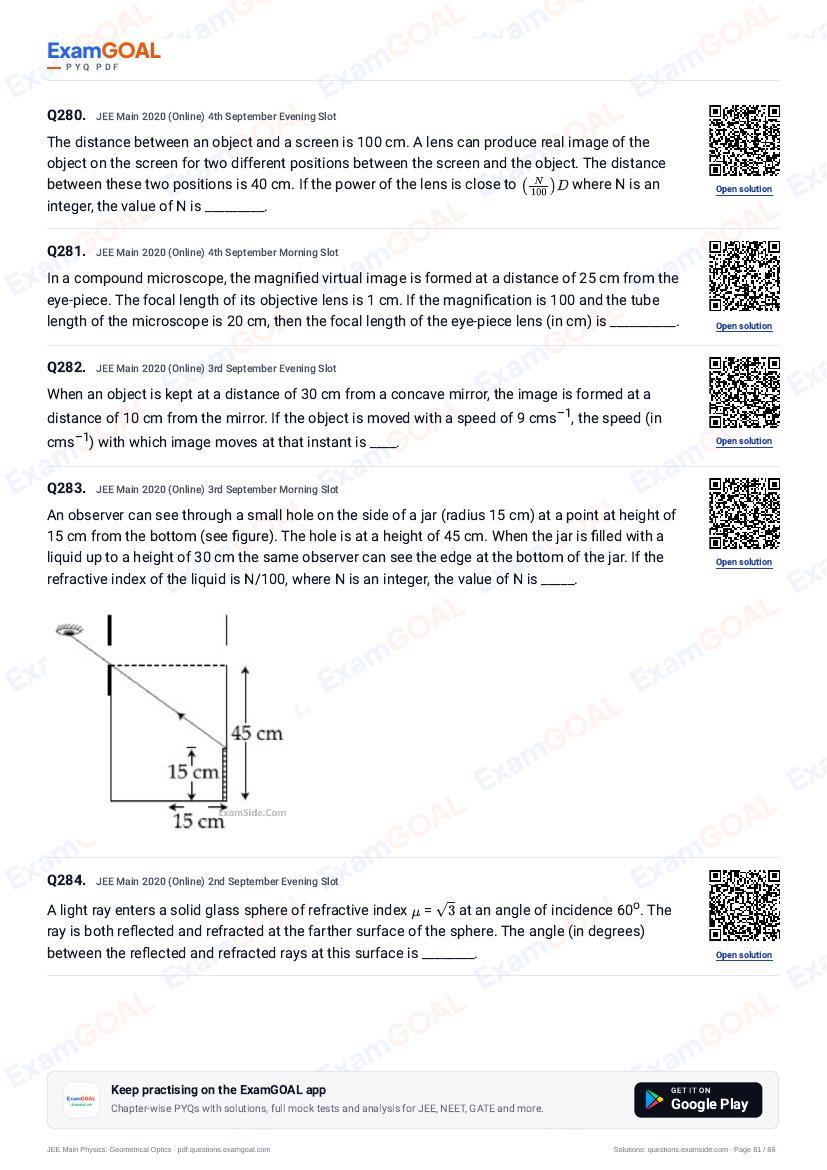 ExamGOAL
PYQ PDF
Q280. JEE Main 2020 (Online) 4th September Evening Slot
The distance between an object and a screen is 100 cm. A lens can produce real image of the
object on the screen for two different positions between the screen and the object. The distance
between these two positions is 40 cm. If the power of the lens is close to (N/100)D where N is an
integer, the value of N is _________.
Open solution
Q281. JEE Main 2020 (Online) 4th September Morning Slot
In a compound microscope, the magnified virtual image is formed at a distance of 25 cm from the
eye-piece. The focal length of its objective lens is 1 cm. If the magnification is 100 and the tube
length of the microscope is 20 cm, then the focal length of the eye-piece lens (in cm) is __________.
Open solution
Q282. JEE Main 2020 (Online) 3rd September Evening Slot
When an object is kept at a distance of 30 cm from a concave mirror, the image is formed at a
distance of 10 cm from the mirror. If the object is moved with a speed of 9 cms⁻¹, the speed (in
cms⁻¹) with which image moves at that instant is ____.
Open solution
Q283. JEE Main 2020 (Online) 3rd September Morning Slot
An observer can see through a small hole on the side of a jar (radius 15 cm) at a point at height of
15 cm from the bottom (see figure). The hole is at a height of 45 cm. When the jar is filled with a
liquid up to a height of 30 cm the same observer can see the edge at the bottom of the jar. If the
refractive index of the liquid is N/100, where N is an integer, the value of N is _____.
Open solution
45 cm
15 cm
ExamSide.Com
15 cm
Q284. JEE Main 2020 (Online) 2nd September Evening Slot
A light ray enters a solid glass sphere of refractive index μ = √3 at an angle of incidence 60⁰. The
ray is both reflected and refracted at the farther surface of the sphere. The angle (in degrees)
between the reflected and refracted rays at this surface is ________.
Open solution
Keep practising on the ExamGOAL app
Chapter-wise PYQs with solutions, full mock tests and analysis for JEE, NEET, GATE and more.
GET IT ON
Google Play
JEE Main Physics: Geometrical Optics · pdf.questions.examgoal.com
Solutions: questions.examside.com · Page 81 / 86